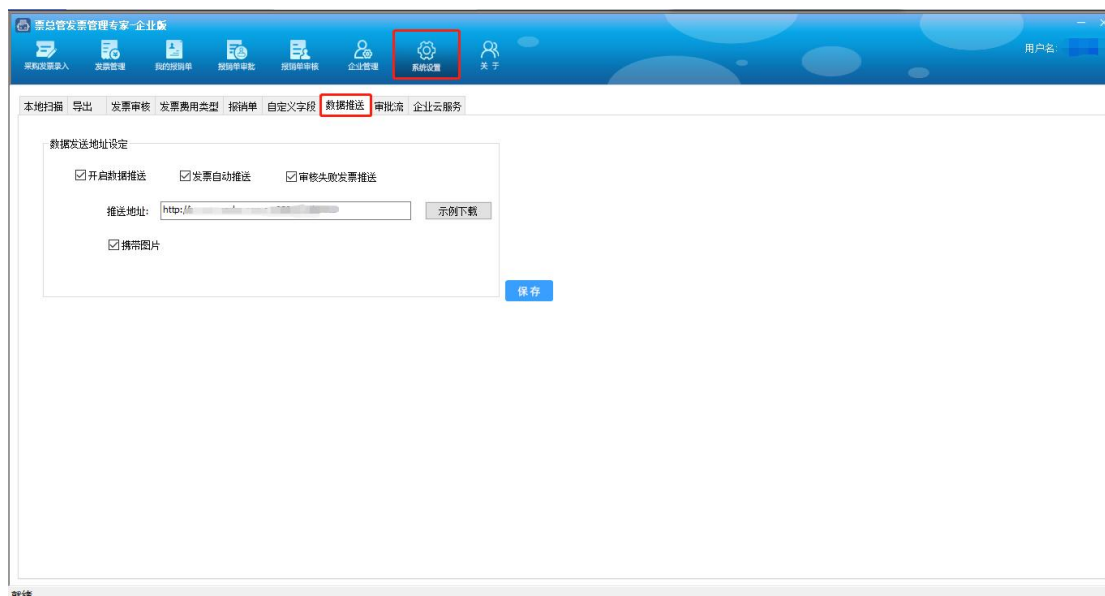 票总管发票管理专家-企业版
采购发票录入 发票管理 我的报销单 报销单审批 报销单审核 企业管理 系统设置 关于 用户名:
本地扫描 导出 发票审核 发票费用类型 报销单 自定义字段 数据推送 审批流 企业云服务
数据发送地址设定
开启数据推送 发票自动推送 审核失败发票推送
推送地址: http:/ 示例下载
携带图片
保存
就绪